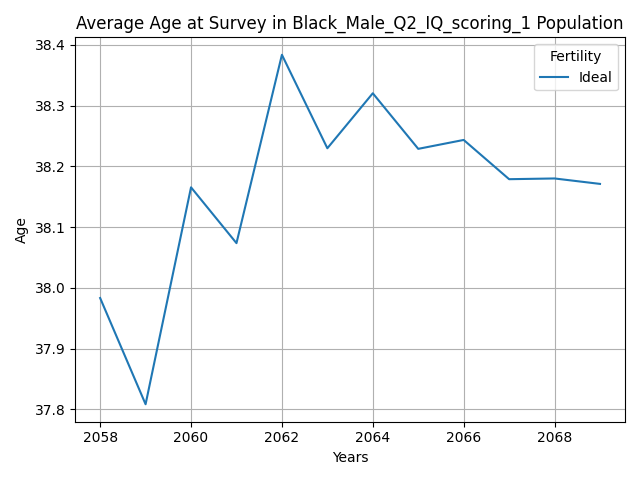 Average Age at Survey in Black_Male_Q2_IQ_scoring_1 Population
Fertility
Ideal
38.4
38.3
38.2
38.1
38.0
37.9
37.8
Age
2058 2060 2062 2064 2066 2068
Years